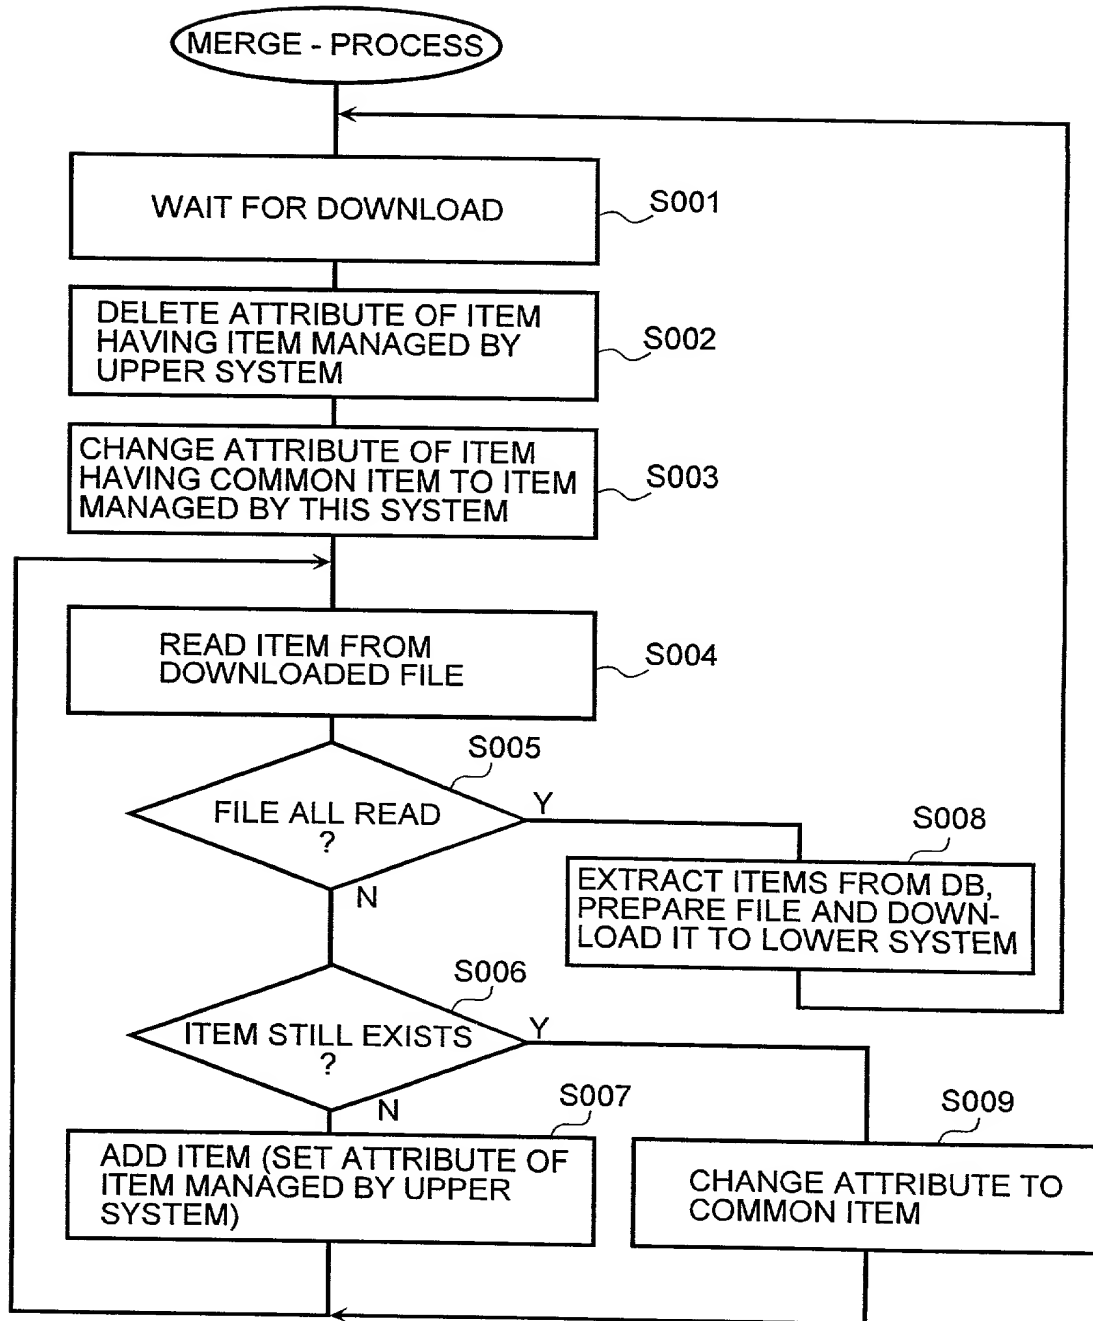 MERGE - PROCESS
WAIT FOR DOWNLOAD
S001
DELETE ATTRIBUTE OF ITEM
HAVING ITEM MANAGED BY
UPPER SYSTEM
S002
CHANGE ATTRIBUTE OF ITEM
HAVING COMMON ITEM TO ITEM
MANAGED BY THIS SYSTEM
S003
READ ITEM FROM
DOWNLOADED FILE
S004
S005
FILE ALL READ
?
Y
N
S008
EXTRACT ITEMS FROM DB,
PREPARE FILE AND DOWN-
LOAD IT TO LOWER SYSTEM
S006
ITEM STILL EXISTS
?
Y
N
S007
ADD ITEM (SET ATTRIBUTE OF
ITEM MANAGED BY UPPER
SYSTEM)
S009
CHANGE ATTRIBUTE TO
COMMON ITEM